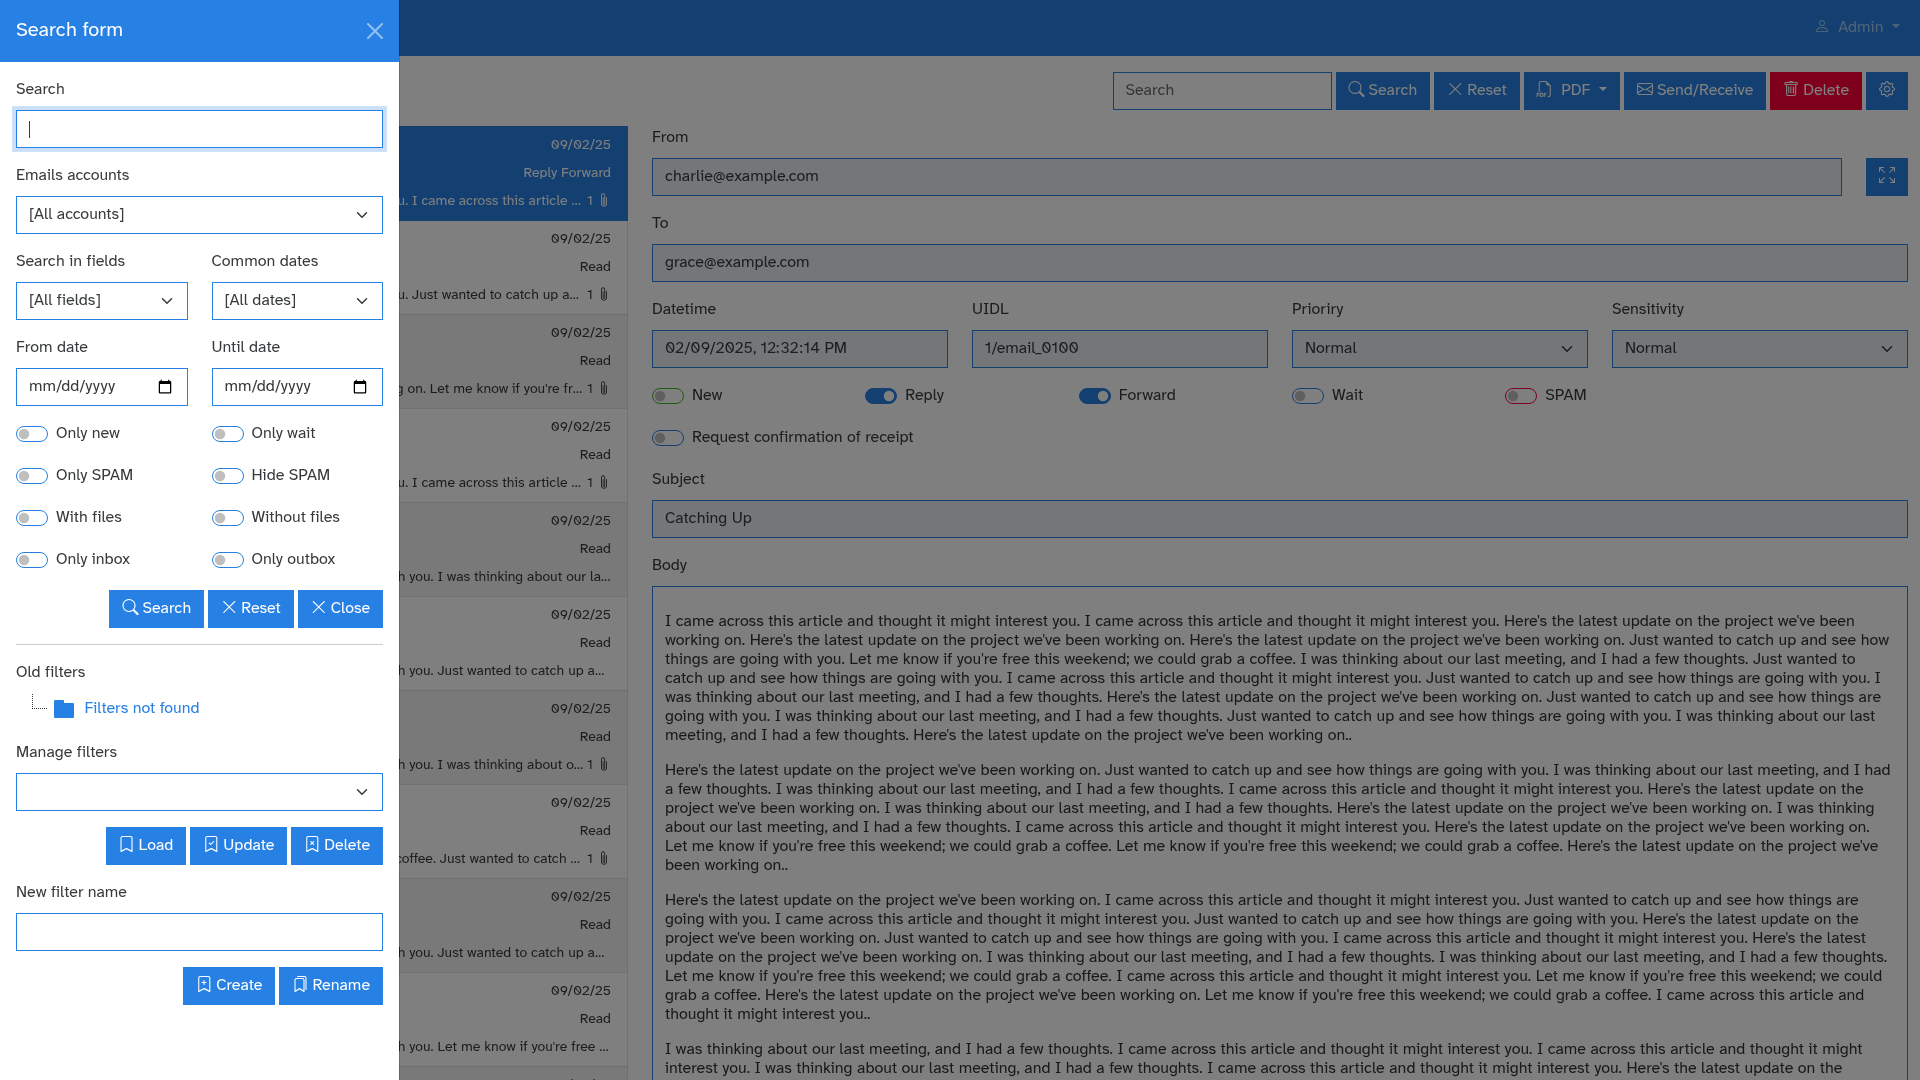 Search form
Search
Emails accounts
[All accounts]
Search in fields
Common dates
[All fields]
[All dates]
From date
Until date
mm/dd/yyyy
mm/dd/yyyy
Only new
Only wait
Only SPAM
Hide SPAM
With files
Without files
Only inbox
Only outbox
Search
Reset
Close
Old filters
Filters not found
Manage filters
Load
Update
Delete
New filter name
Create
Rename
Admin
Search
Search
Reset
PDF
Send/Receive
Delete
09/02/25
Reply Forward
u. I came across this article ... 1
09/02/25
Read
u. Just wanted to catch up a... 1
09/02/25
Read
g on. Let me know if you're fr... 1
09/02/25
Read
u. I came across this article ... 1
09/02/25
Read
h you. I was thinking about our la...
09/02/25
Read
h you. Just wanted to catch up a...
09/02/25
Read
h you. I was thinking about o... 1
09/02/25
Read
coffee. Just wanted to catch ... 1
09/02/25
Read
h you. Just wanted to catch up a...
09/02/25
Read
h you. Let me know if you're free ...
From
charlie@example.com
To
grace@example.com
Datetime
UIDL
Prioriry
Sensitivity
02/09/2025, 12:32:14 PM
1/email_0100
Normal
Normal
New
Reply
Forward
Wait
SPAM
Request confirmation of receipt
Subject
Catching Up
Body
I came across this article and thought it might interest you. I came across this article and thought it might interest you. Here's the latest update on the project we've been
working on. Here's the latest update on the project we've been working on. Here's the latest update on the project we've been working on. Just wanted to catch up and see how
things are going with you. Let me know if you're free this weekend; we could grab a coffee. I was thinking about our last meeting, and I had a few thoughts. Just wanted to
catch up and see how things are going with you. I came across this article and thought it might interest you. Just wanted to catch up and see how things are going with you. I
was thinking about our last meeting, and I had a few thoughts. Here's the latest update on the project we've been working on. Just wanted to catch up and see how things are
going with you. I was thinking about our last meeting, and I had a few thoughts. Just wanted to catch up and see how things are going with you. I was thinking about our last
meeting, and I had a few thoughts. Here's the latest update on the project we've been working on..
Here's the latest update on the project we've been working on. Just wanted to catch up and see how things are going with you. I was thinking about our last meeting, and I had
a few thoughts. I was thinking about our last meeting, and I had a few thoughts. I came across this article and thought it might interest you. Here's the latest update on the
project we've been working on. I was thinking about our last meeting, and I had a few thoughts. Here's the latest update on the project we've been working on. I was thinking
about our last meeting, and I had a few thoughts. I came across this article and thought it might interest you. Here's the latest update on the project we've been working on.
Let me know if you're free this weekend; we could grab a coffee. Let me know if you're free this weekend; we could grab a coffee. Here's the latest update on the project we've
been working on..
Here's the latest update on the project we've been working on. I came across this article and thought it might interest you. Just wanted to catch up and see how things are
going with you. I came across this article and thought it might interest you. Just wanted to catch up and see how things are going with you. Here's the latest update on the
project we've been working on. Just wanted to catch up and see how things are going with you. I came across this article and thought it might interest you. Here's the latest
update on the project we've been working on. I was thinking about our last meeting, and I had a few thoughts. I was thinking about our last meeting, and I had a few thoughts.
Let me know if you're free this weekend; we could grab a coffee. I came across this article and thought it might interest you. Let me know if you're free this weekend; we could
grab a coffee. Here's the latest update on the project we've been working on. Let me know if you're free this weekend; we could grab a coffee. I came across this article and
thought it might interest you..
I was thinking about our last meeting, and I had a few thoughts. I came across this article and thought it might interest you. I came across this article and thought it might
interest you. I was thinking about our last meeting, and I had a few thoughts. I came across this article and thought it might interest you. Here's the latest update on the